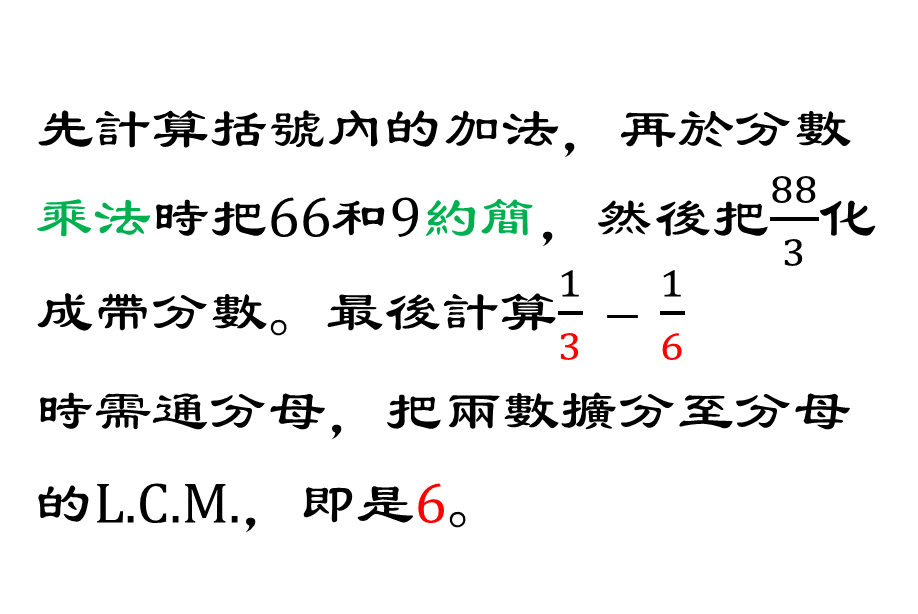 先計算括號內的加法，再於分數
乘法時把66和9約簡，然後把88/3化
成帶分數。最後計算1/3 − 1/6
時需通分母，把兩數擴分至分母
的L.C.M.，即是6。